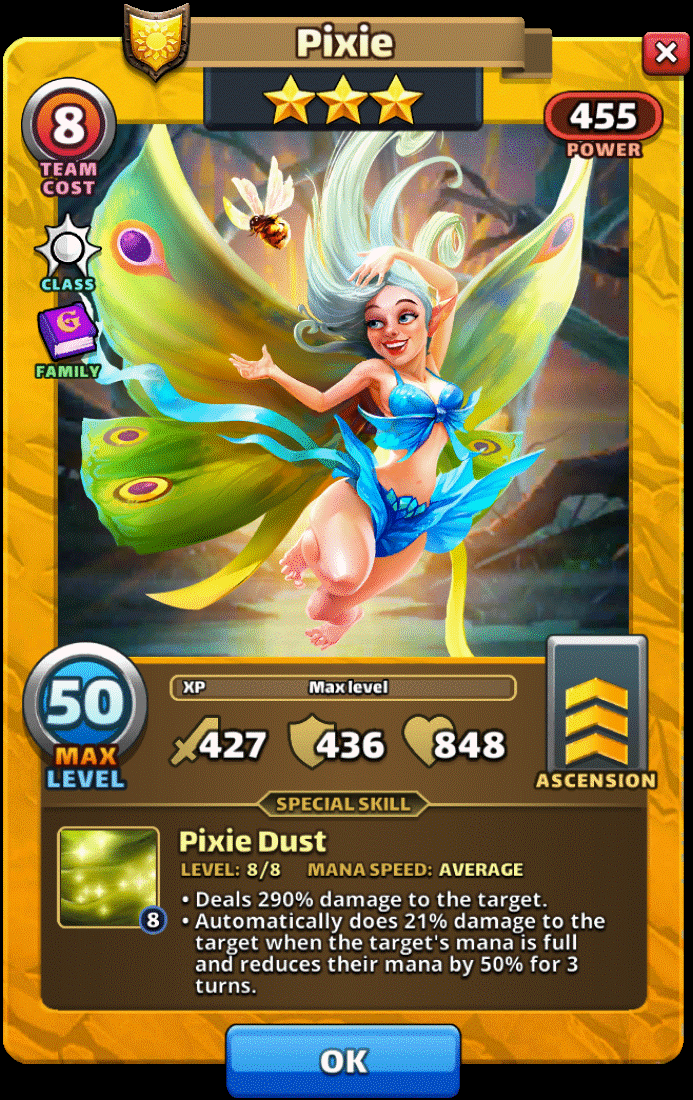 Pixie
8
TEAM
COST
455
POWER
CLASS
G
FAMILY
50
MAX
LEVEL
XP Max level
427 436 848
ASCENSION
SPECIAL SKILL
Pixie Dust
LEVEL: 8/8 MANA SPEED: AVERAGE
8
• Deals 290% damage to the target.
• Automatically does 21% damage to the
target when the target's mana is full
and reduces their mana by 50% for 3
turns.
OK